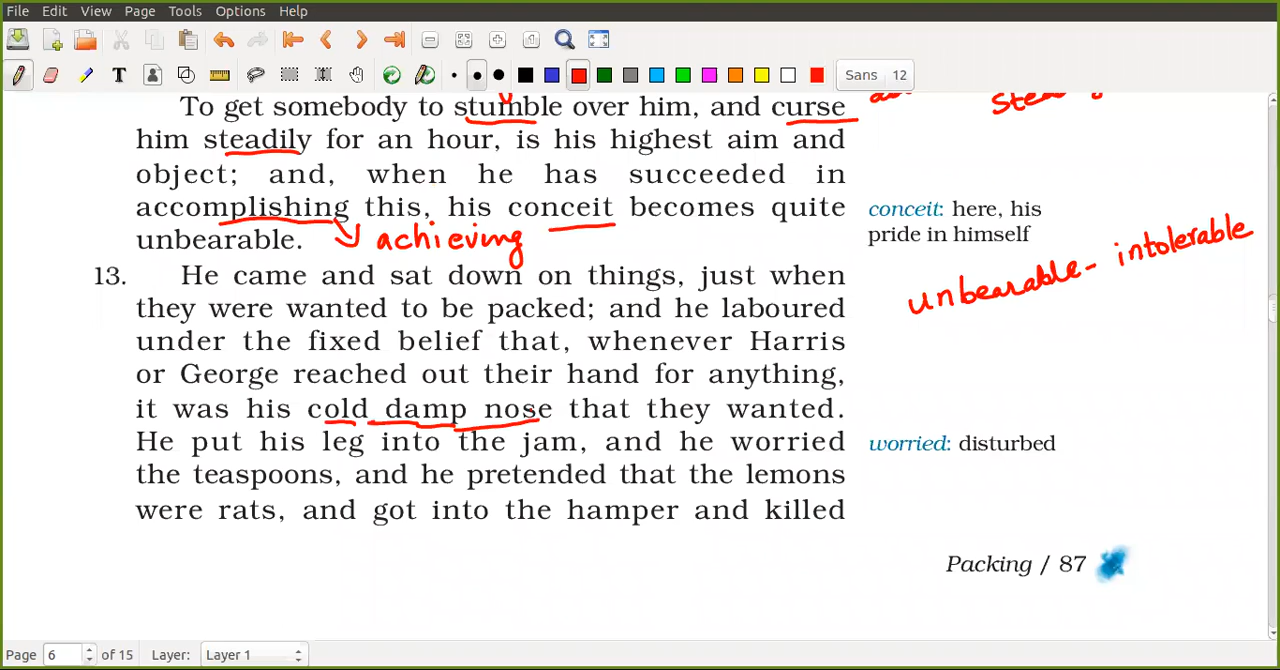 File Edit View Page Tools Options Help
T Sans 12
To get somebody to stumble over him, and curse
him steadily for an hour, is his highest aim and
object; and, when he has succeeded in
accomplishing this, his conceit becomes quite
conceit: here, his
unbearable.
achieving
pride in himself
unbearable- intolerable
13. He came and sat down on things, just when
they were wanted to be packed; and he laboured
under the fixed belief that, whenever Harris
or George reached out their hand for anything,
it was his cold damp nose that they wanted.
He put his leg into the jam, and he worried
worried: disturbed
the teaspoons, and he pretended that the lemons
were rats, and got into the hamper and killed
Packing / 87
Page 6 of 15 Layer: Layer 1